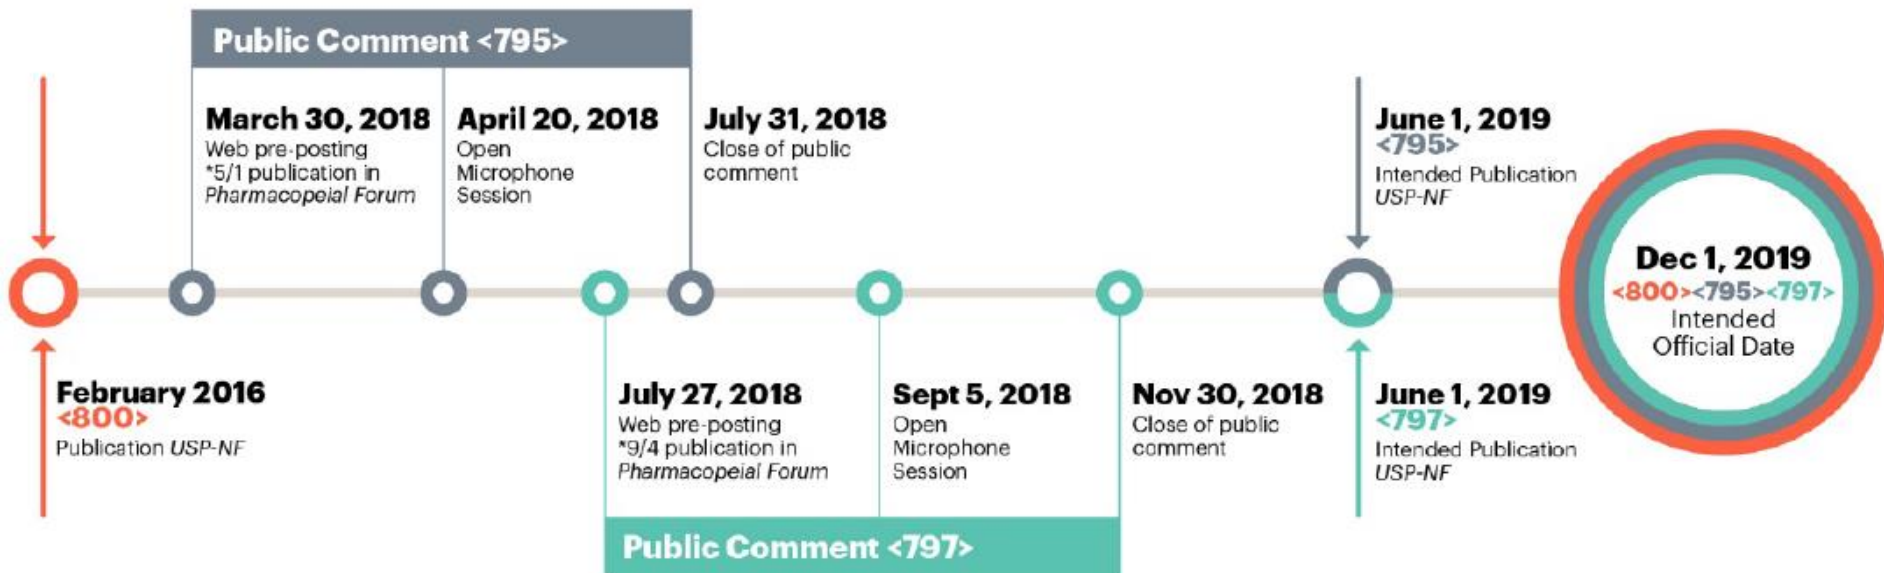 Public Comment <795>
March 30, 2018
Web pre-posting
*5/1 publication in
Pharmacopeial Forum
April 20, 2018
Open
Microphone
Session
July 31, 2018
Close of public
comment
June 1, 2019
<795>
Intended Publication
USP-NF
Dec 1, 2019
<800><795><797>
Intended
Official Date
February 2016
<800>
Publication USP-NF
July 27, 2018
Web pre-posting
*9/4 publication in
Pharmacopeial Forum
Sept 5, 2018
Open
Microphone
Session
Nov 30, 2018
Close of public
comment
June 1, 2019
<797>
Intended Publication
USP-NF
Public Comment <797>